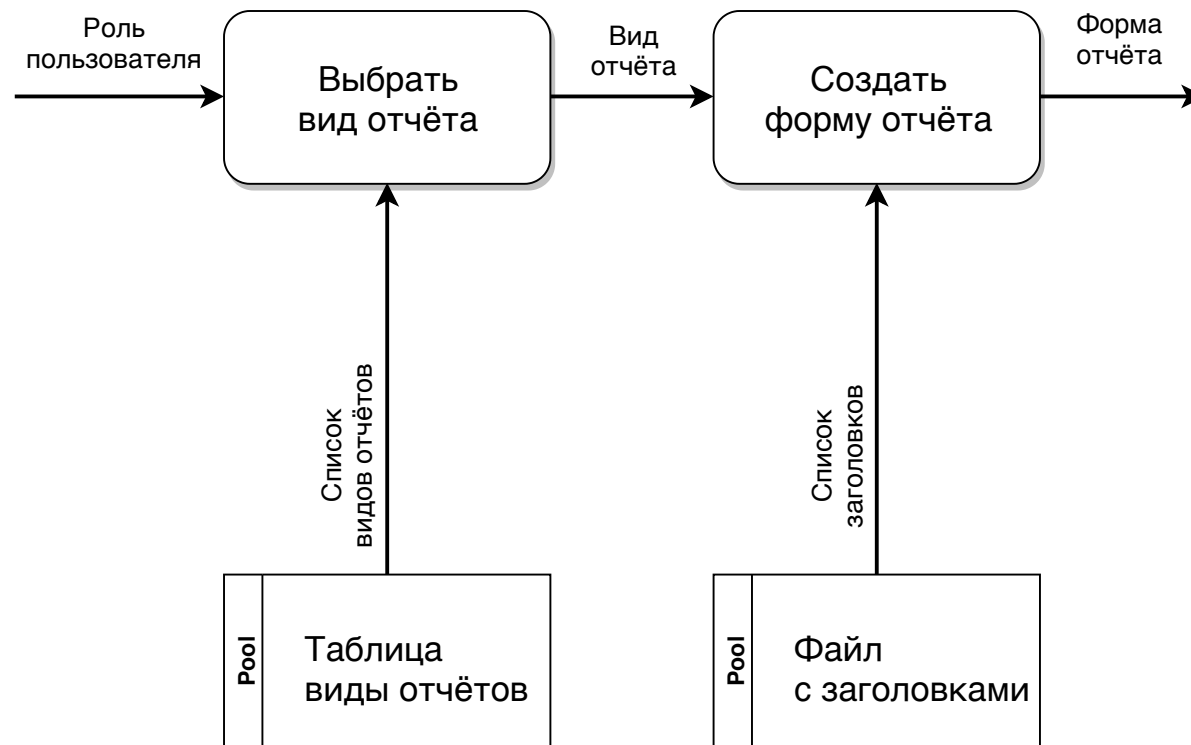 Роль
пользователя
Выбрать
вид отчёта
Вид
отчёта
Создать
форму отчёта
Форма
отчёта
Список
видов отчётов
Список
заголовков
Pool
Таблица
виды отчётов
Pool
Файл
с заголовками